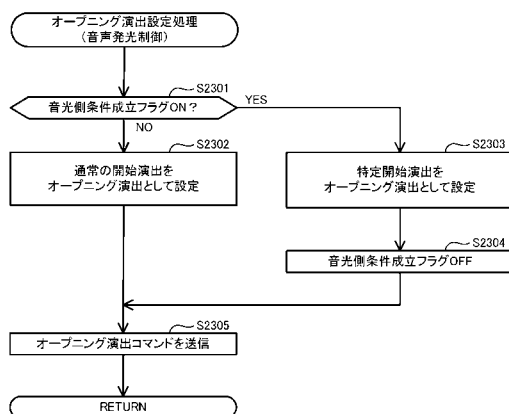 オープニング演出設定処理
(音声発光制御)
S2301
音光側条件成立フラグON?
YES
NO
S2302
通常の開始演出を
オープニング演出として設定
S2303
特定開始演出を
オープニング演出として設定
S2304
音光側条件成立フラグOFF
S2305
オープニング演出コマンドを送信
RETURN